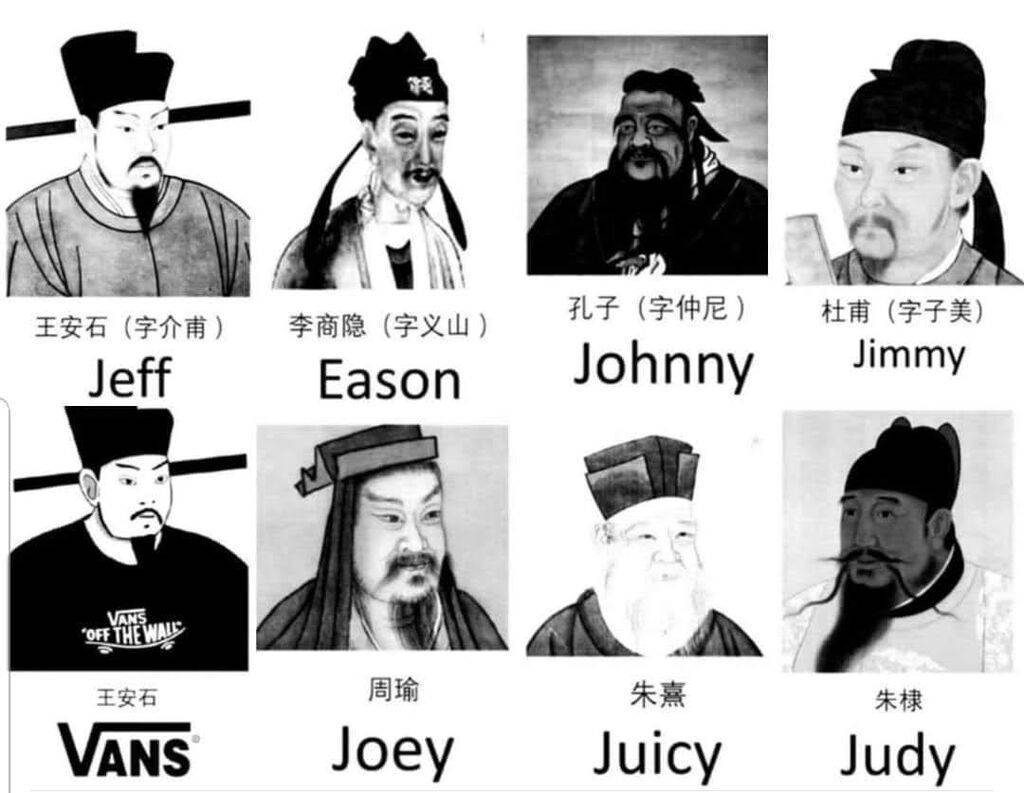 王安石（字介甫）
李商隐（字义山）
孔子（字仲尼）
杜甫（字子美）
Jeff
Eason
Johnny
Jimmy
VANS
"OFF THE WALL"
王安石
周瑜
朱熹
朱棣
VANS®
Joey
Juicy
Judy